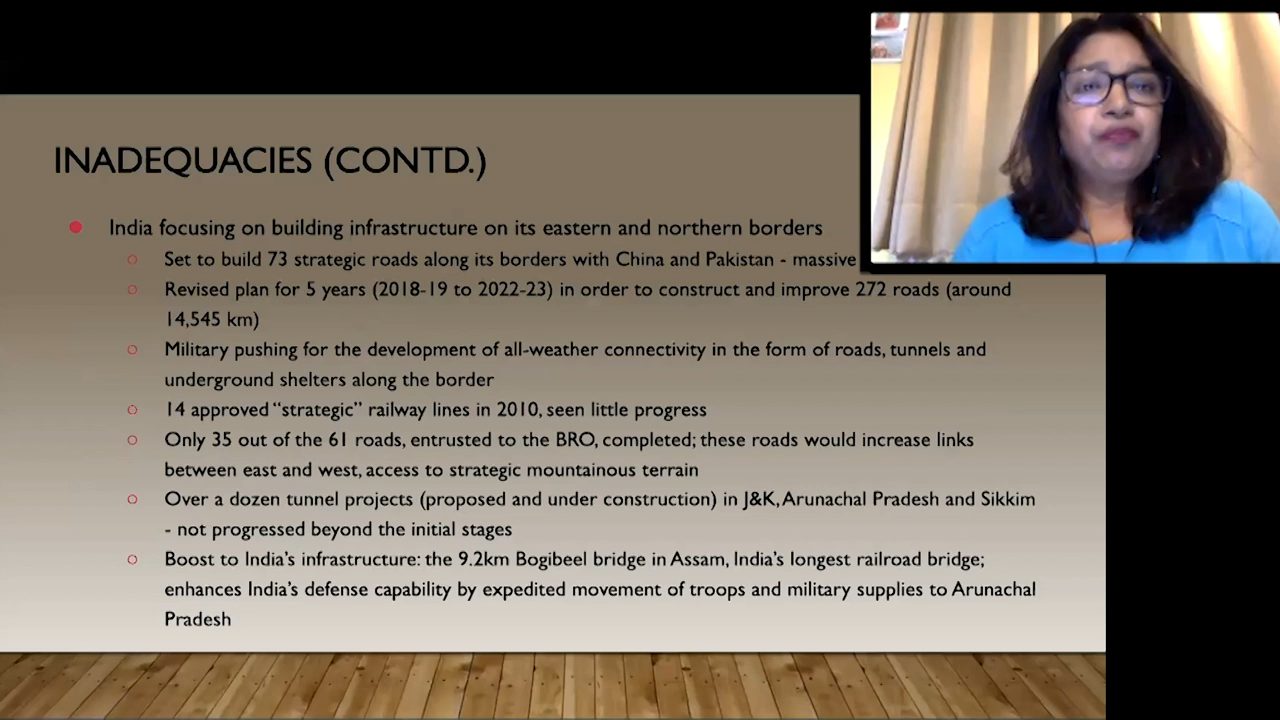 INADEQUACIES (CONTD.)
India focusing on building infrastructure on its eastern and northern borders
Set to build 73 strategic roads along its borders with China and Pakistan - massive
Revised plan for 5 years (2018-19 to 2022-23) in order to construct and improve 272 roads (around
14,545 km)
Military pushing for the development of all-weather connectivity in the form of roads, tunnels and
underground shelters along the border
14 approved “strategic” railway lines in 2010, seen little progress
Only 35 out of the 61 roads, entrusted to the BRO, completed; these roads would increase links
between east and west, access to strategic mountainous terrain
Over a dozen tunnel projects (proposed and under construction) in J&K, Arunachal Pradesh and Sikkim
- not progressed beyond the initial stages
Boost to India’s infrastructure: the 9.2km Bogibeel bridge in Assam, India’s longest railroad bridge;
enhances India’s defense capability by expedited movement of troops and military supplies to Arunachal
Pradesh